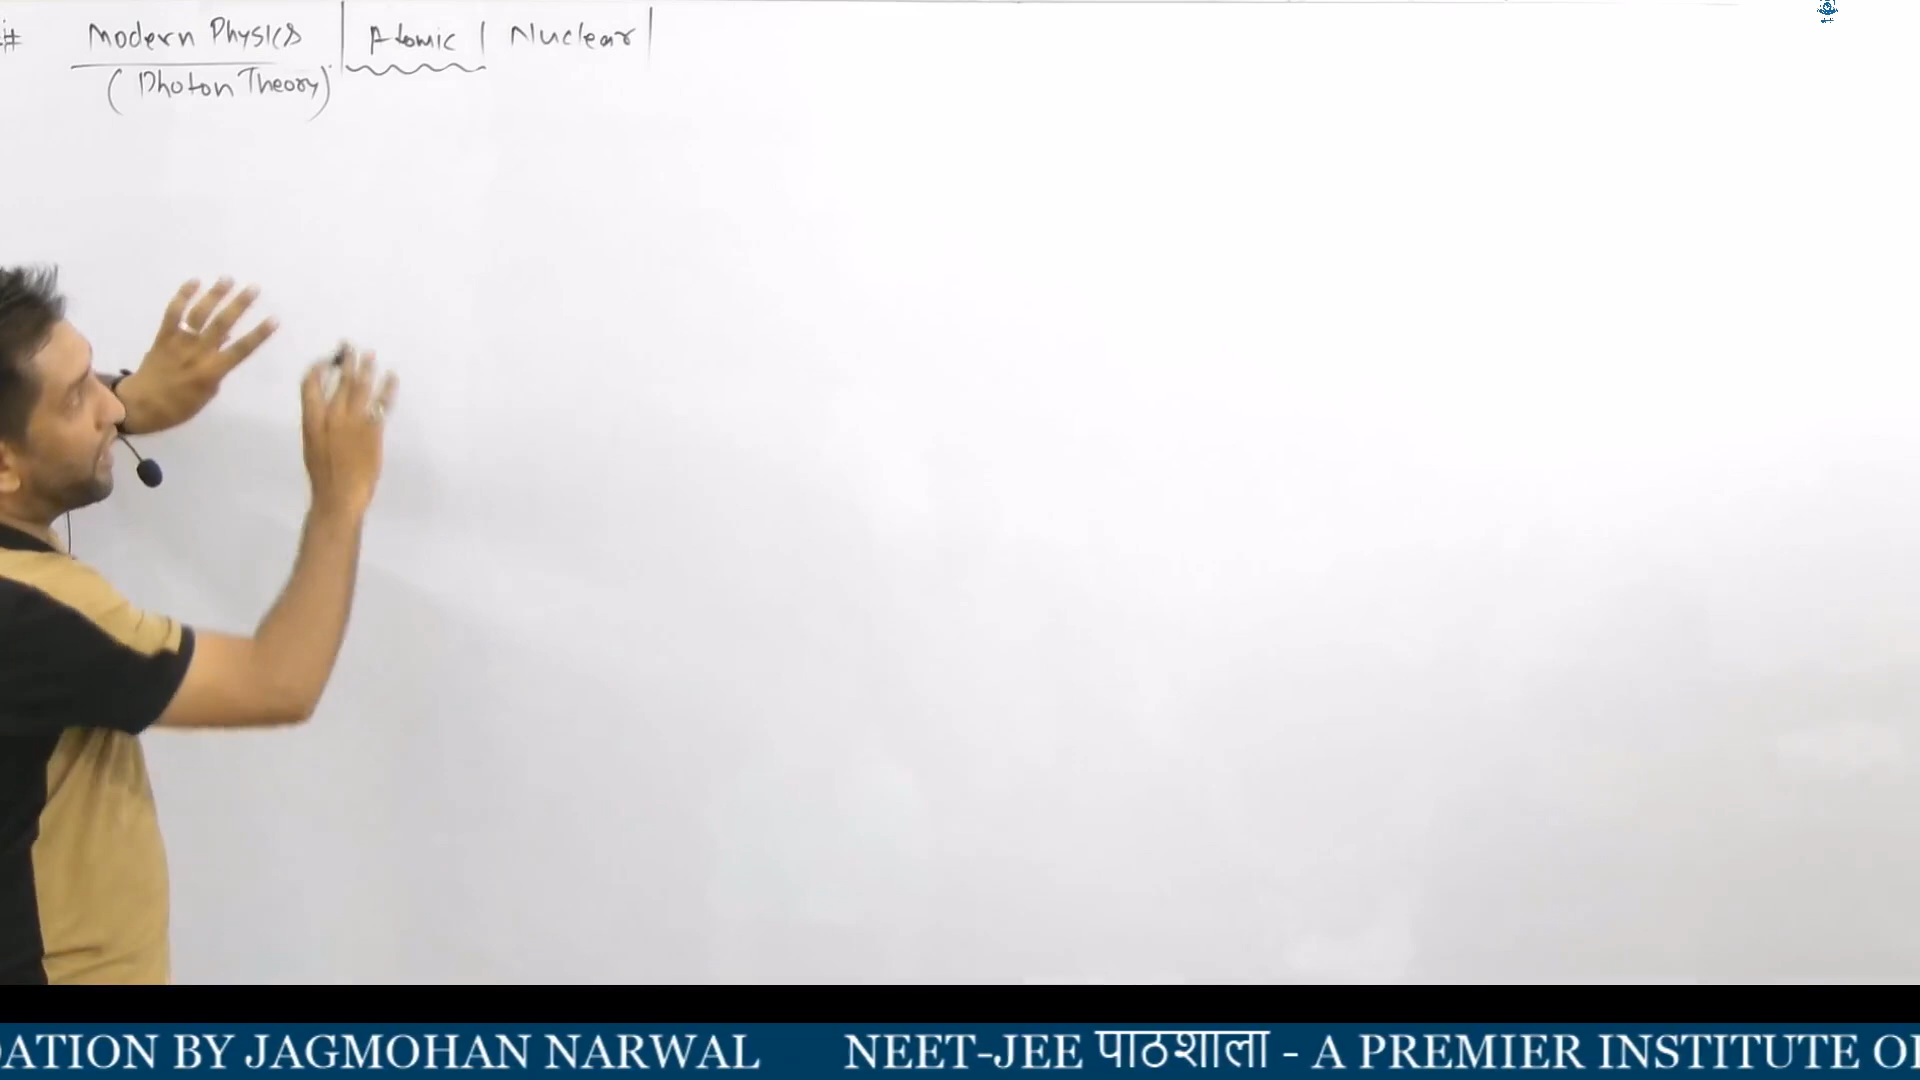 # Modern Physics | Atomic | Nuclear |
(Photon Theory)
DATION BY JAGMOHAN NARWAL NEET-JEE पाठशाला - A PREMIER INSTITUTE OF